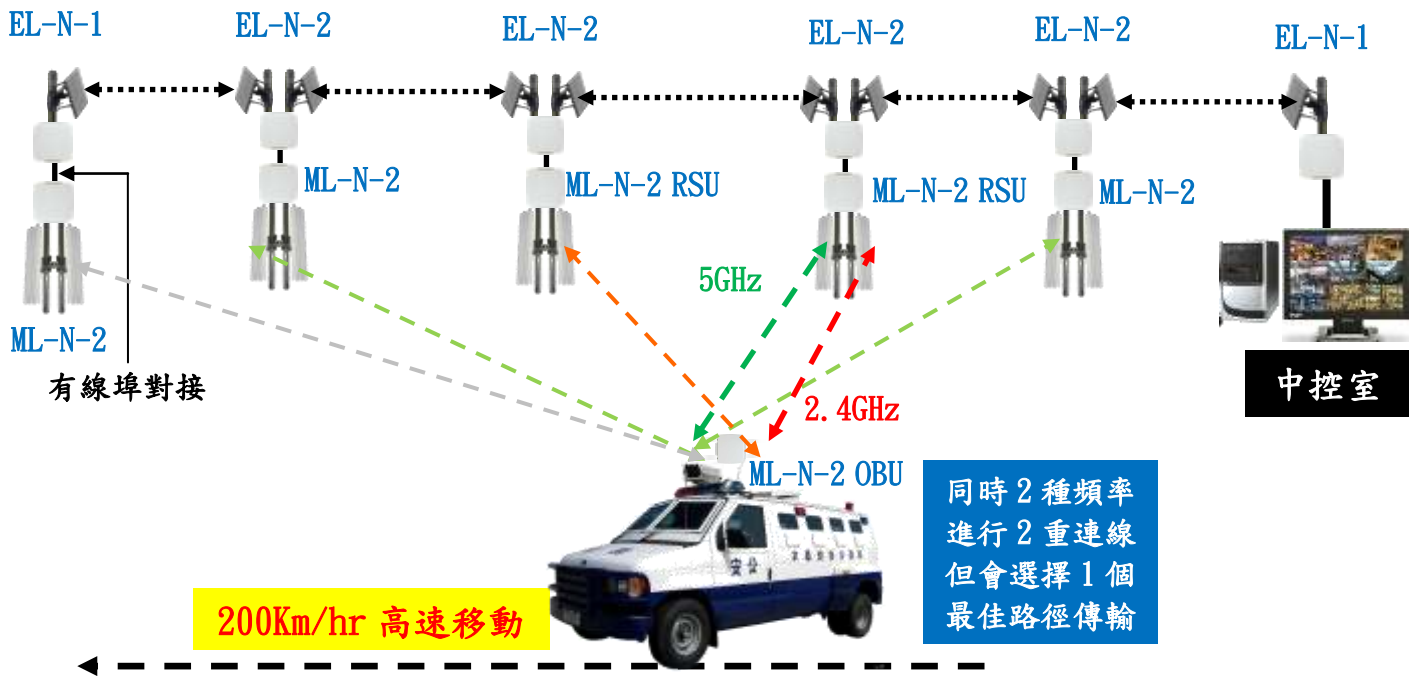 EL-N-1
EL-N-2
EL-N-2
EL-N-2
EL-N-2
EL-N-1
ML-N-2
ML-N-2 RSU
ML-N-2 RSU
ML-N-2
5GHz
ML-N-2
有線埠對接
2.4GHz
中控室
ML-N-2 OBU
同時2種頻率
進行2重連線
但會選擇1個
最佳路徑傳輸
安公
200Km/hr 高速移動